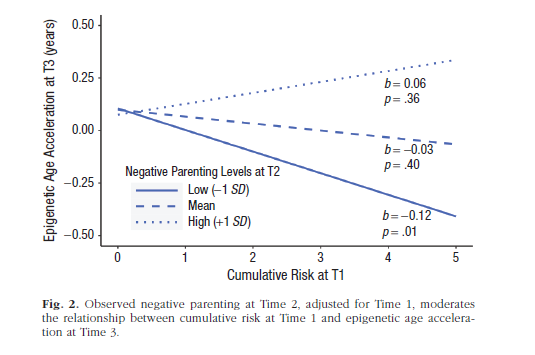 Epigenetic Age Acceleration at T3 (years)
0.50
0.25
0.00
−0.25
−0.50
b = 0.06
p = .36
b = −0.03
p = .40
b = −0.12
p = .01
Negative Parenting Levels at T2
Low (−1 SD)
Mean
High (+1 SD)
0 1 2 3 4 5
Cumulative Risk at T1
Fig. 2. Observed negative parenting at Time 2, adjusted for Time 1, moderates
the relationship between cumulative risk at Time 1 and epigenetic age accelera-
tion at Time 3.